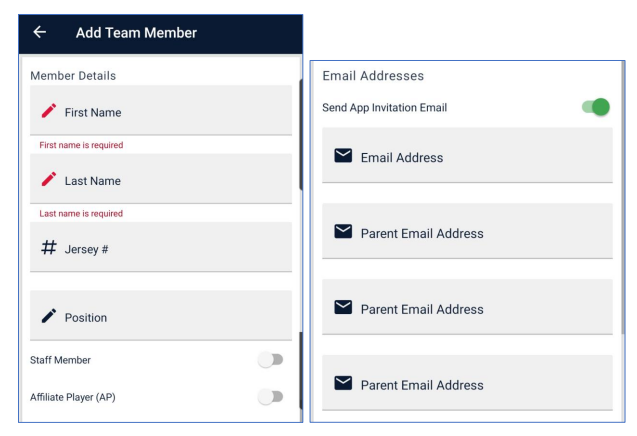 Add Team Member
Member Details
First Name
First name is required
Last Name
Last name is required
# Jersey #
Position
Staff Member
Affiliate Player (AP)
Email Addresses
Send App Invitation Email
Email Address
Parent Email Address
Parent Email Address
Parent Email Address